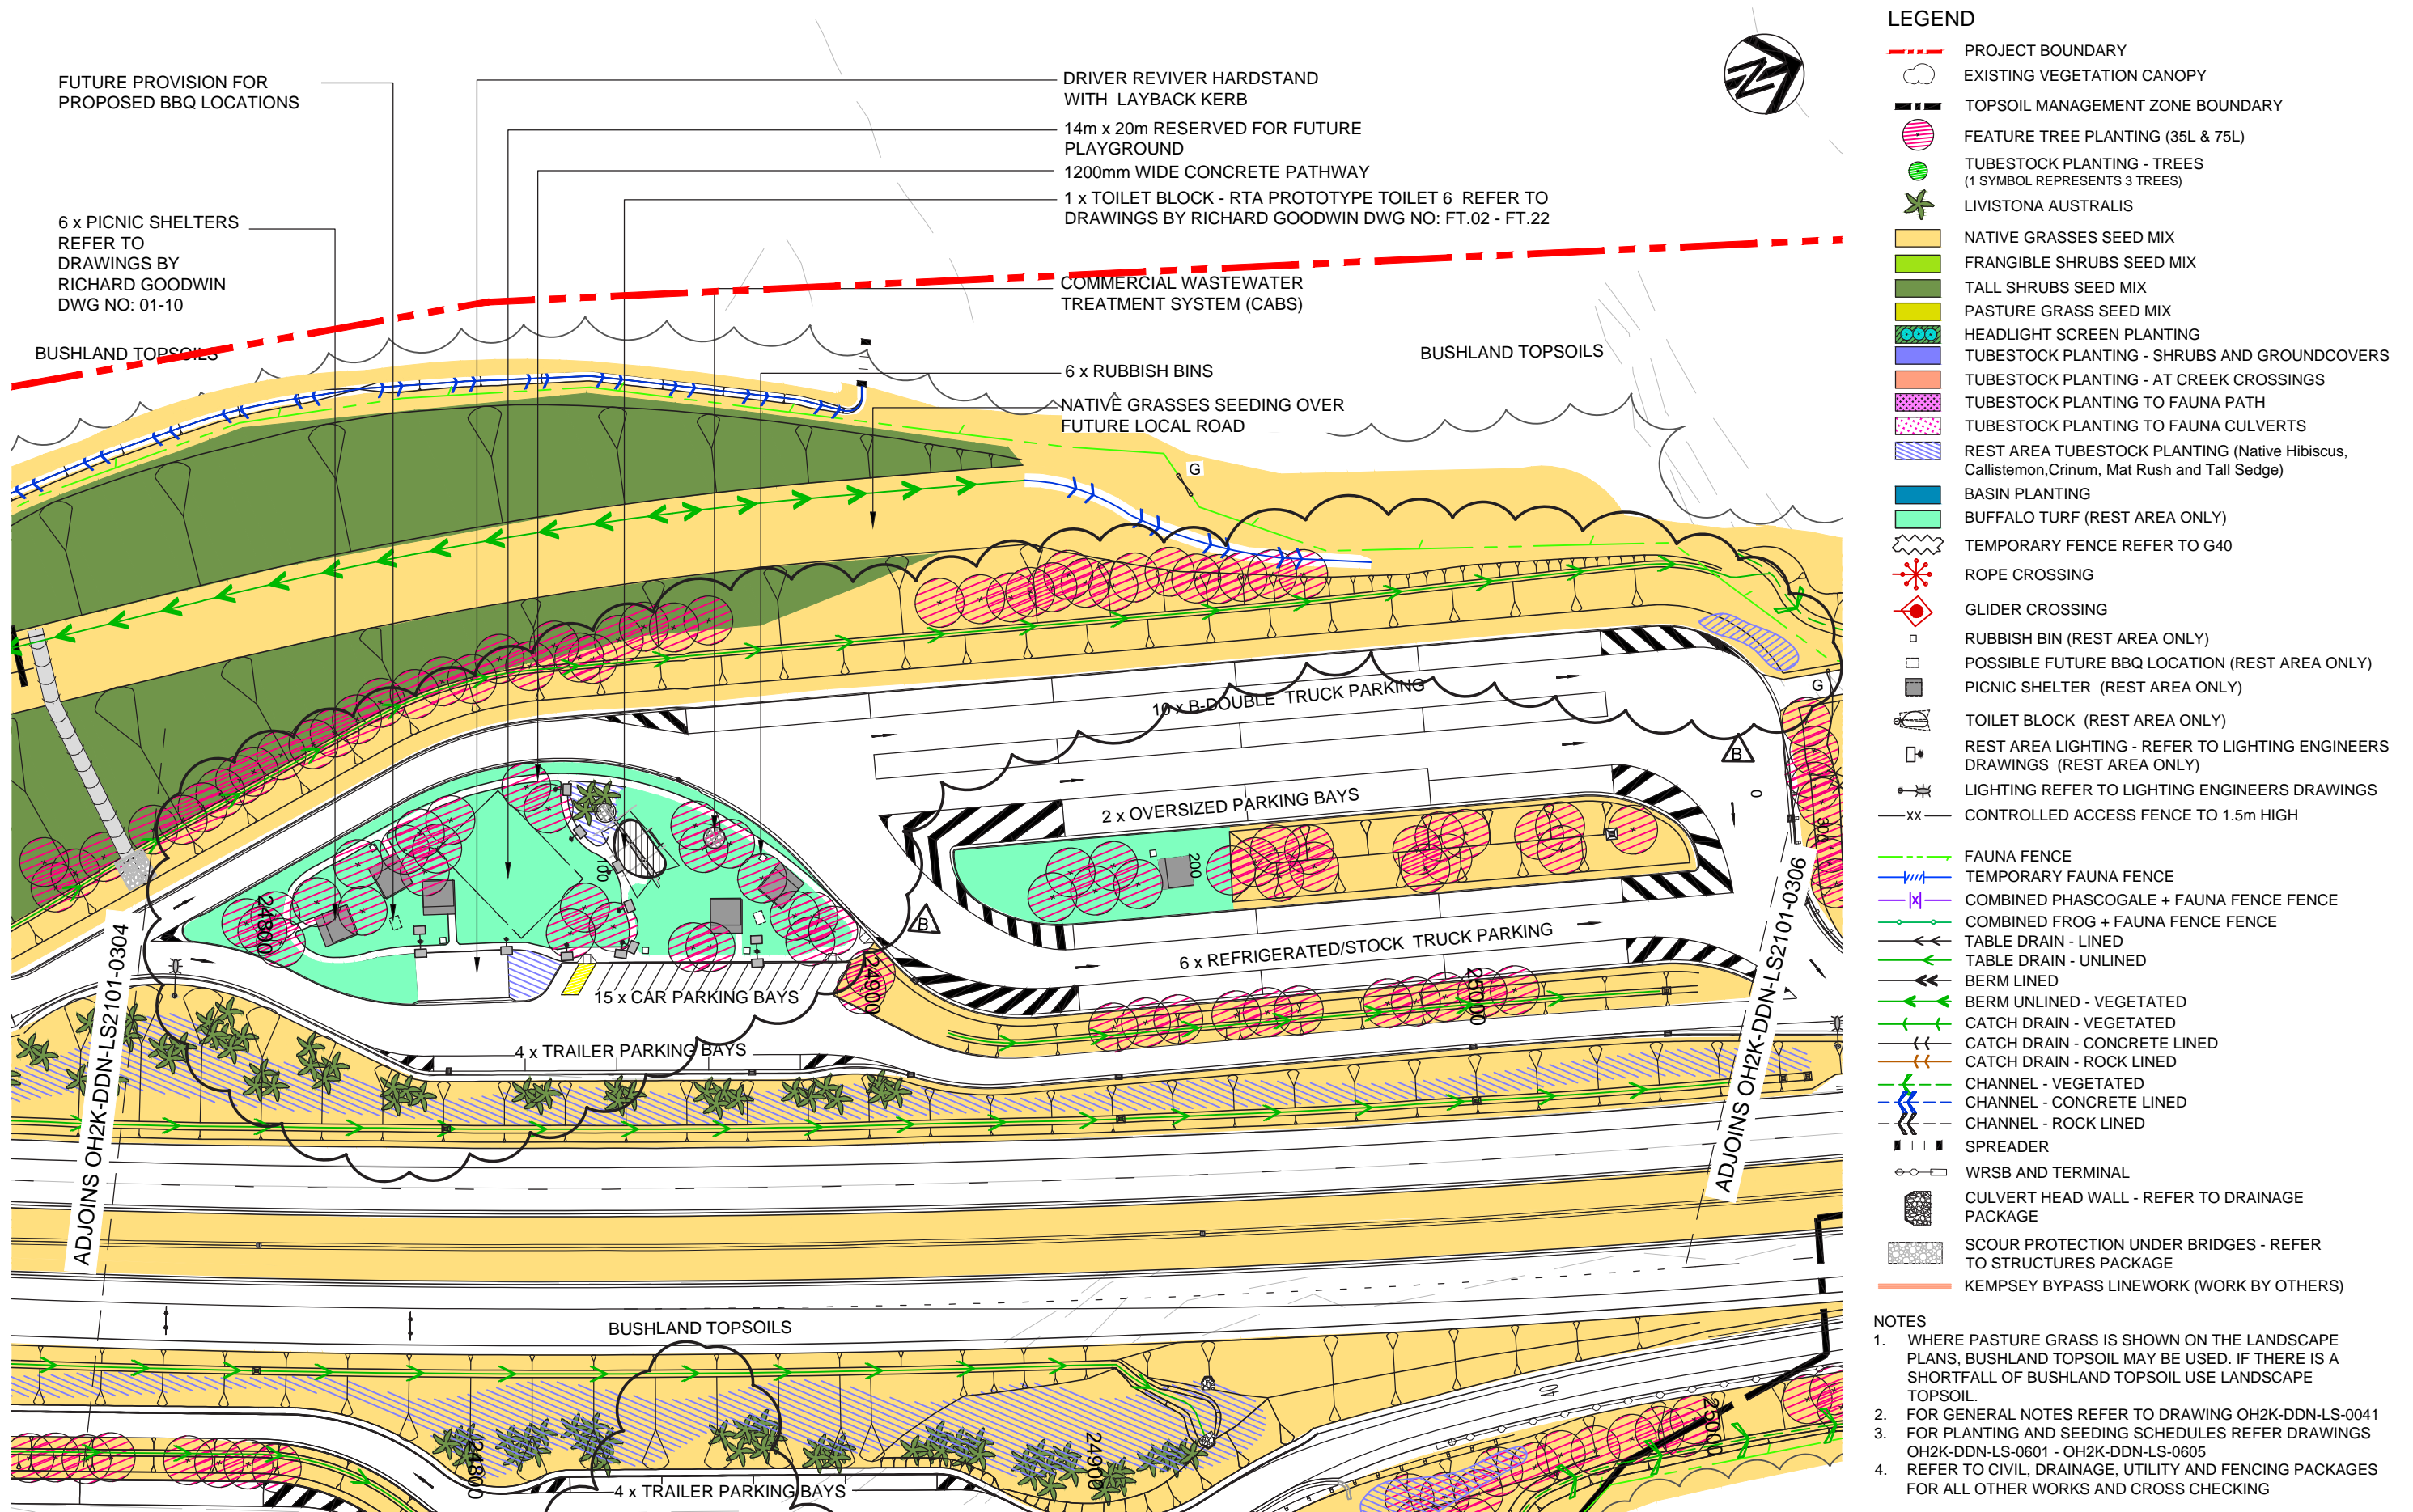 FUTURE PROVISION FOR
PROPOSED BBQ LOCATIONS
6 x PICNIC SHELTERS
REFER TO
DRAWINGS BY
RICHARD GOODWIN
DWG NO: 01-10
DRIVER REVIVER HARDSTAND
WITH LAYBACK KERB
14m x 20m RESERVED FOR FUTURE
PLAYGROUND
1200mm WIDE CONCRETE PATHWAY
1 x TOILET BLOCK - RTA PROTOTYPE TOILET 6 REFER TO
DRAWINGS BY RICHARD GOODWIN DWG NO: FT.02 - FT.22
COMMERCIAL WASTEWATER
TREATMENT SYSTEM (CABS)
6 x RUBBISH BINS
NATIVE GRASSES SEEDING OVER
FUTURE LOCAL ROAD
N
BUSHLAND TOPSOILS
BUSHLAND TOPSOILS
G
G
10 x B-DOUBLE TRUCK PARKING
2 x OVERSIZED PARKING BAYS
6 x REFRIGERATED/STOCK TRUCK PARKING
15 x CAR PARKING BAYS
4 x TRAILER PARKING BAYS
B
B
0
100
200
300
24800
24900
25000
ADJOINS OH2K-DDN-LS2101-0304
ADJOINS OH2K-DDN-LS2101-0306
BUSHLAND TOPSOILS
24800
24900
25000
4 x TRAILER PARKING BAYS
LEGEND
PROJECT BOUNDARY
EXISTING VEGETATION CANOPY
TOPSOIL MANAGEMENT ZONE BOUNDARY
FEATURE TREE PLANTING (35L & 75L)
TUBESTOCK PLANTING - TREES
(1 SYMBOL REPRESENTS 3 TREES)
LIVISTONA AUSTRALIS
NATIVE GRASSES SEED MIX
FRANGIBLE SHRUBS SEED MIX
TALL SHRUBS SEED MIX
PASTURE GRASS SEED MIX
HEADLIGHT SCREEN PLANTING
TUBESTOCK PLANTING - SHRUBS AND GROUNDCOVERS
TUBESTOCK PLANTING - AT CREEK CROSSINGS
TUBESTOCK PLANTING TO FAUNA PATH
TUBESTOCK PLANTING TO FAUNA CULVERTS
REST AREA TUBESTOCK PLANTING (Native Hibiscus,
Callistemon,Crinum, Mat Rush and Tall Sedge)
BASIN PLANTING
BUFFALO TURF (REST AREA ONLY)
TEMPORARY FENCE REFER TO G40
ROPE CROSSING
GLIDER CROSSING
RUBBISH BIN (REST AREA ONLY)
POSSIBLE FUTURE BBQ LOCATION (REST AREA ONLY)
PICNIC SHELTER (REST AREA ONLY)
TOILET BLOCK (REST AREA ONLY)
REST AREA LIGHTING - REFER TO LIGHTING ENGINEERS
DRAWINGS (REST AREA ONLY)
LIGHTING REFER TO LIGHTING ENGINEERS DRAWINGS
XX CONTROLLED ACCESS FENCE TO 1.5m HIGH
FAUNA FENCE
TEMPORARY FAUNA FENCE
COMBINED PHASCOGALE + FAUNA FENCE FENCE
COMBINED FROG + FAUNA FENCE FENCE
TABLE DRAIN - LINED
TABLE DRAIN - UNLINED
BERM LINED
BERM UNLINED - VEGETATED
CATCH DRAIN - VEGETATED
CATCH DRAIN - CONCRETE LINED
CATCH DRAIN - ROCK LINED
CHANNEL - VEGETATED
CHANNEL - CONCRETE LINED
CHANNEL - ROCK LINED
SPREADER
WRSB AND TERMINAL
CULVERT HEAD WALL - REFER TO DRAINAGE
PACKAGE
SCOUR PROTECTION UNDER BRIDGES - REFER
TO STRUCTURES PACKAGE
KEMPSEY BYPASS LINEWORK (WORK BY OTHERS)
NOTES
1. WHERE PASTURE GRASS IS SHOWN ON THE LANDSCAPE
PLANS, BUSHLAND TOPSOIL MAY BE USED. IF THERE IS A
SHORTFALL OF BUSHLAND TOPSOIL USE LANDSCAPE
TOPSOIL.
2. FOR GENERAL NOTES REFER TO DRAWING OH2K-DDN-LS-0041
3. FOR PLANTING AND SEEDING SCHEDULES REFER DRAWINGS
OH2K-DDN-LS-0601 - OH2K-DDN-LS-0605
4. REFER TO CIVIL, DRAINAGE, UTILITY AND FENCING PACKAGES
FOR ALL OTHER WORKS AND CROSS CHECKING